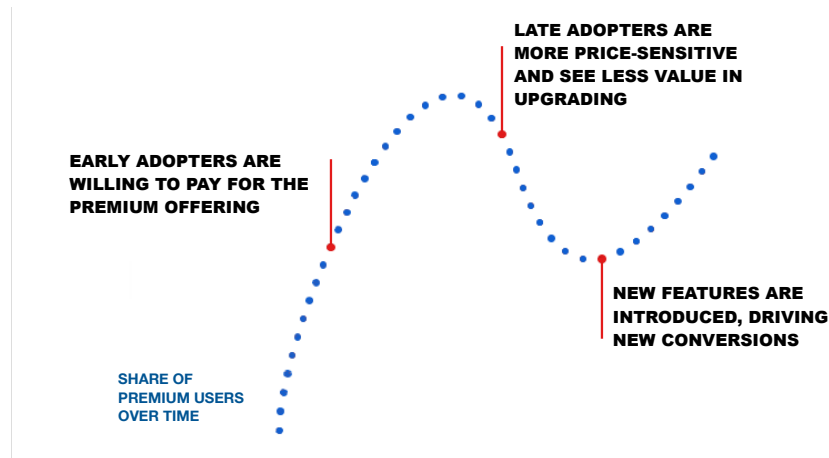 LATE ADOPTERS ARE
MORE PRICE-SENSITIVE
AND SEE LESS VALUE IN
UPGRADING
EARLY ADOPTERS ARE
WILLING TO PAY FOR THE
PREMIUM OFFERING
NEW FEATURES ARE
INTRODUCED, DRIVING
NEW CONVERSIONS
SHARE OF
PREMIUM USERS
OVER TIME